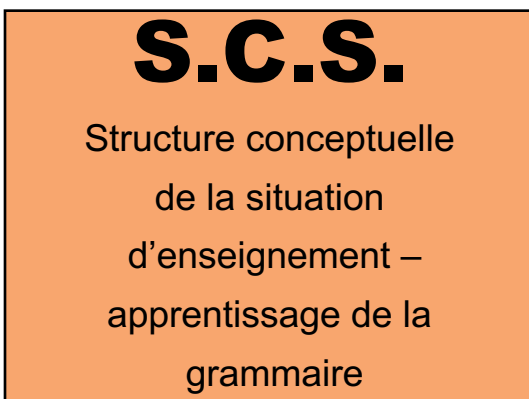 S.C.S.
Structure conceptuelle
de la situation
d’enseignement –
apprentissage de la
grammaire